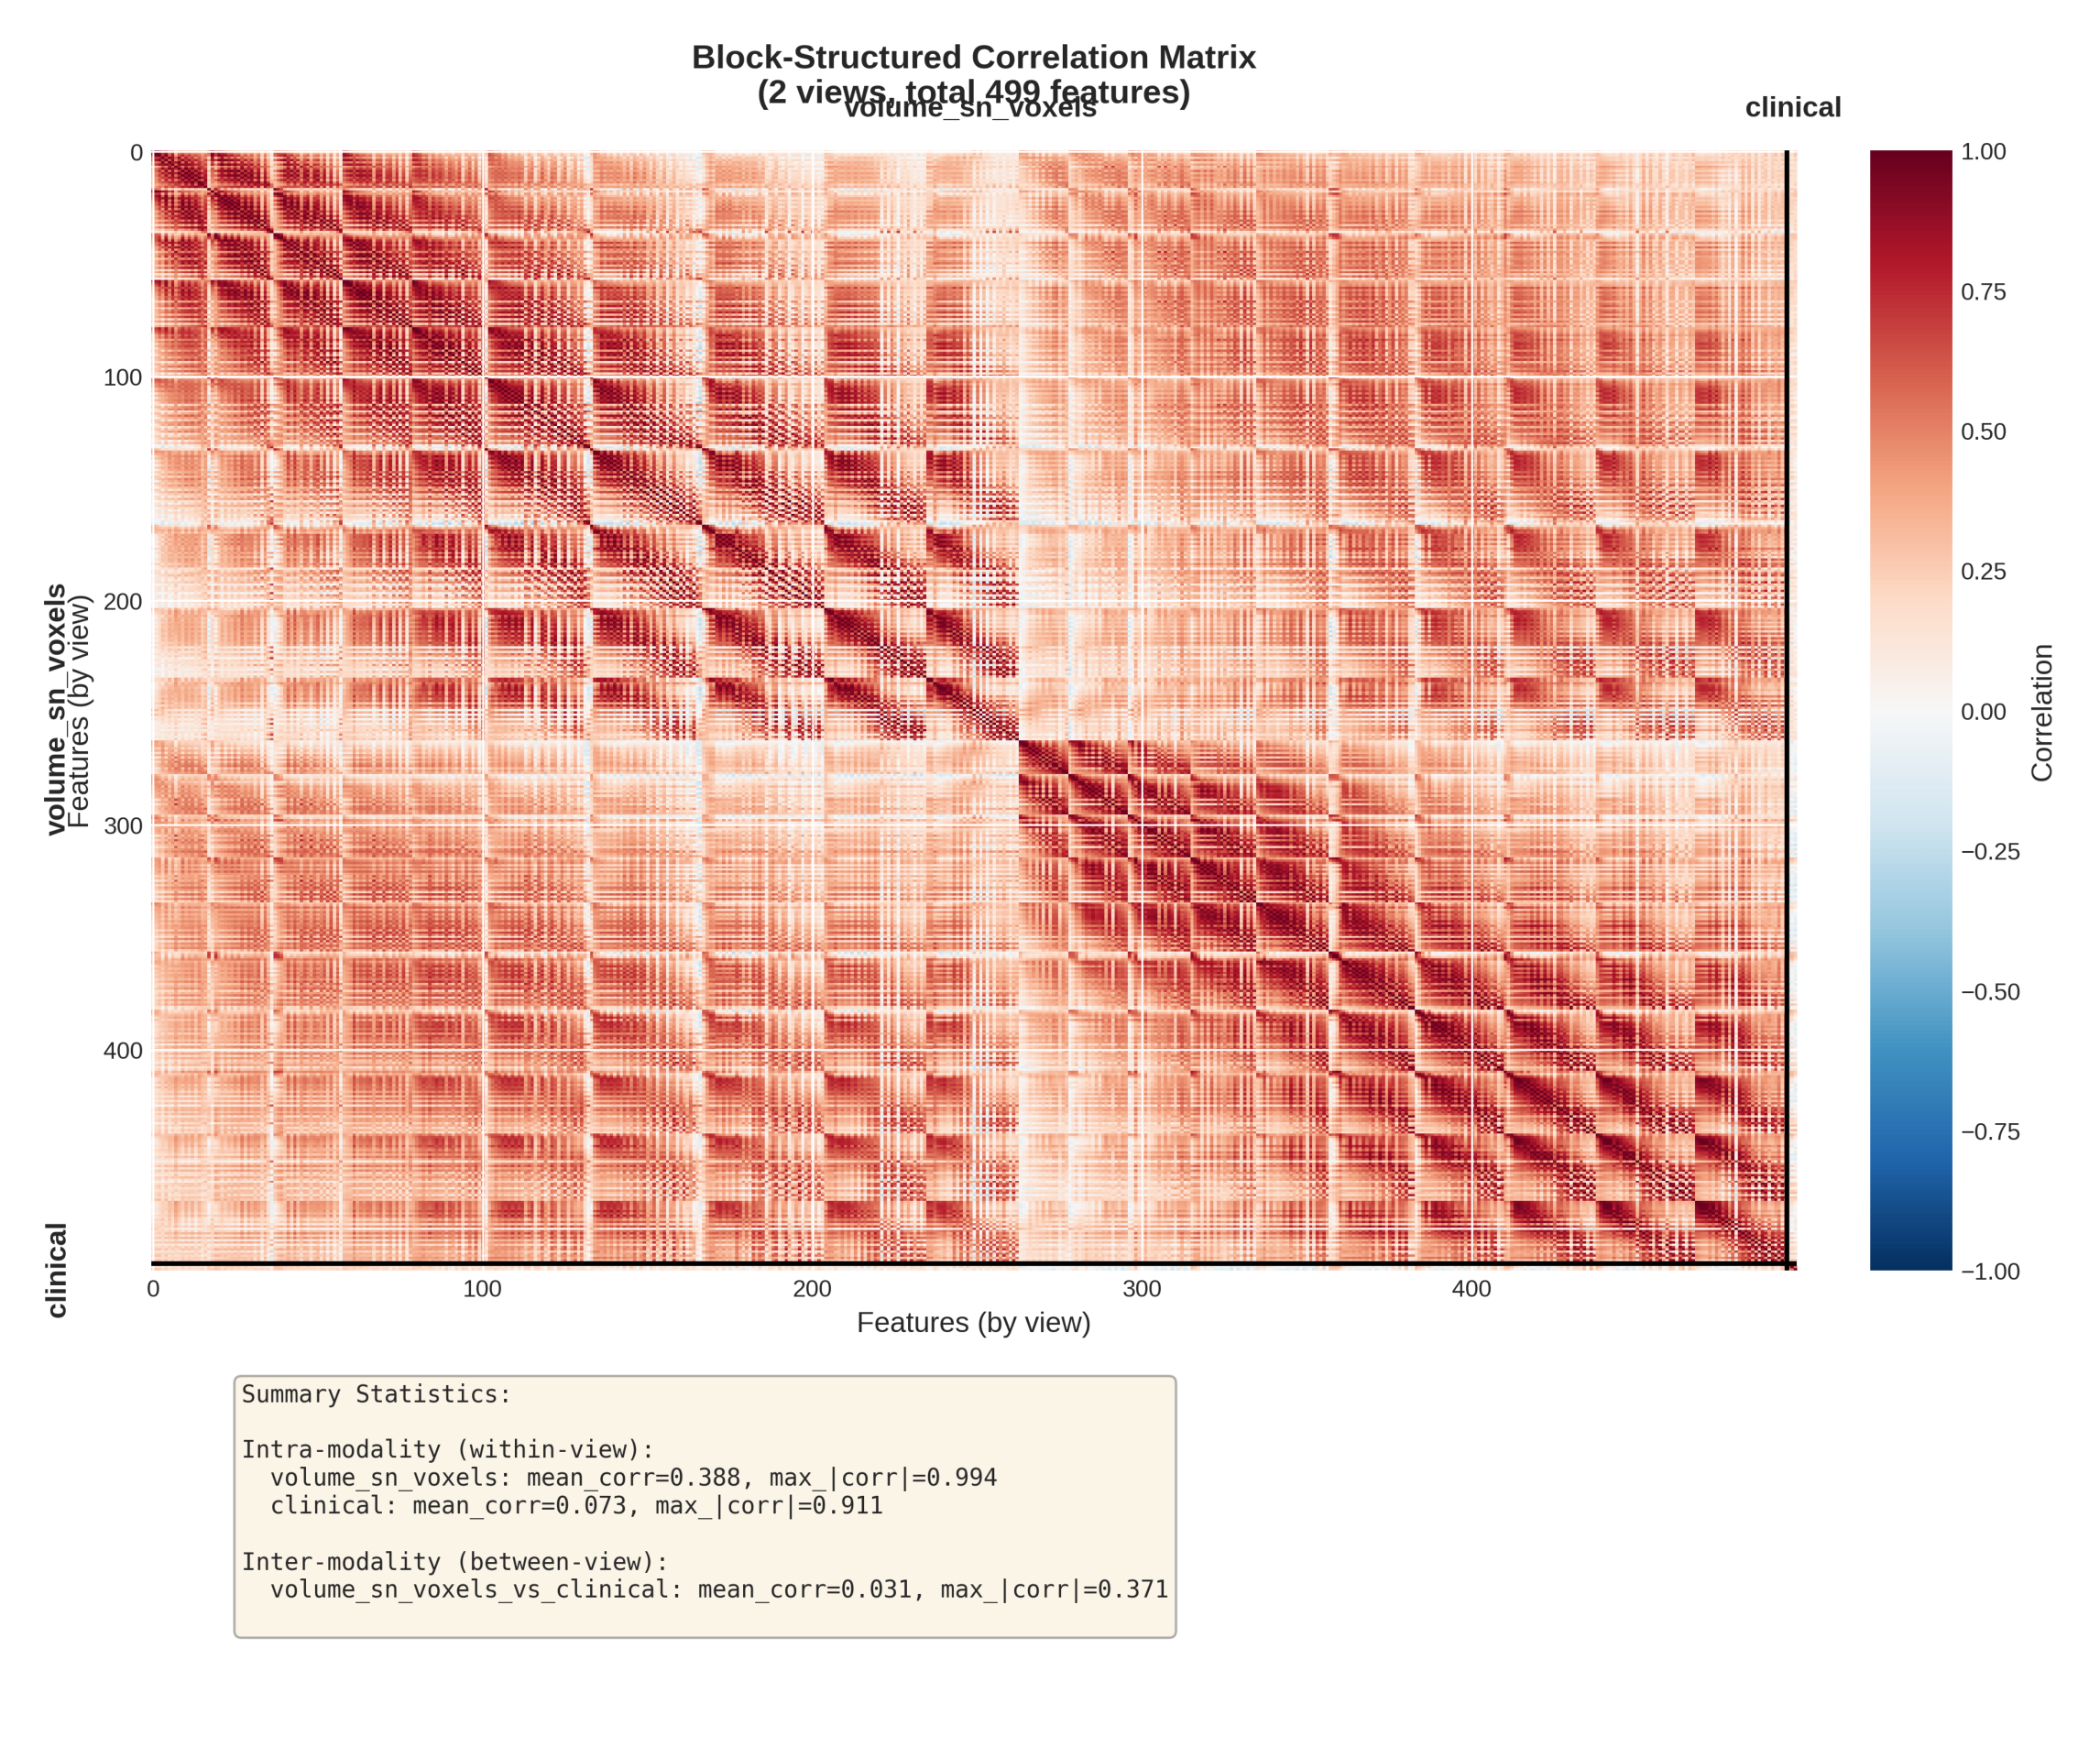 Block-Structured Correlation Matrix
(2 views, total 499 features)
volume_sn_voxels
clinical
0
100
200
300
400
volume_sn_voxels
Features (by view)
clinical
0
100
200
300
400
Features (by view)
1.00
0.75
0.50
0.25
0.00
−0.25
−0.50
−0.75
−1.00
Correlation
Summary Statistics:
Intra-modality (within-view):
volume_sn_voxels: mean_corr=0.388, max_|corr|=0.994
clinical: mean_corr=0.073, max_|corr|=0.911
Inter-modality (between-view):
volume_sn_voxels_vs_clinical: mean_corr=0.031, max_|corr|=0.371